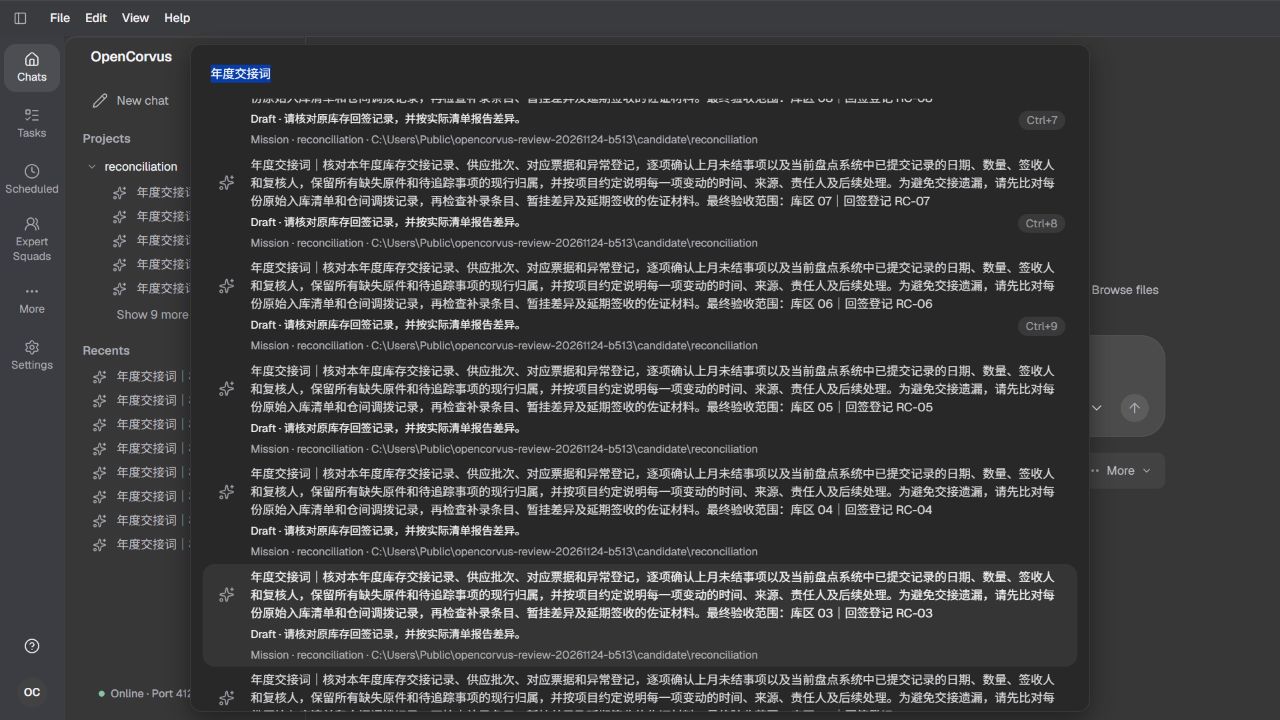 File Edit View Help
Chats
Tasks
Scheduled
Expert
Squads
More
Settings
OC
OpenCorvus
New chat
Projects
reconciliation
年度交接词
年度交接词
年度交接词
年度交接词
年度交接词
Show 9 more
Recents
年度交接词｜
年度交接词｜
年度交接词｜
年度交接词｜
年度交接词｜
年度交接词｜
年度交接词｜
年度交接词｜
Online · Port 412
年度交接词
份原始入库清单和仓间调拨记录，再检查补录条目、暂挂差异及延期签收的佐证材料。最终验收范围：库区 08｜回签登记 RC-08
Draft · 请核对原库存回签记录，并按实际清单报告差异。
Ctrl+7
Mission · reconciliation · C:\Users\Public\opencorvus-review-20261124-b513\candidate\reconciliation
年度交接词｜核对本年度库存交接记录、供应批次、对应票据和异常登记，逐项确认上月未结事项以及当前盘点系统中已提交记录的日期、数量、签收人
和复核人，保留所有缺失原件和待追踪事项的现行归属，并按项目约定说明每一项变动的时间、来源、责任人及后续处理。为避免交接遗漏，请先比对每
份原始入库清单和仓间调拨记录，再检查补录条目、暂挂差异及延期签收的佐证材料。最终验收范围：库区 07｜回签登记 RC-07
Draft · 请核对原库存回签记录，并按实际清单报告差异。
Ctrl+8
Mission · reconciliation · C:\Users\Public\opencorvus-review-20261124-b513\candidate\reconciliation
年度交接词｜核对本年度库存交接记录、供应批次、对应票据和异常登记，逐项确认上月未结事项以及当前盘点系统中已提交记录的日期、数量、签收人
和复核人，保留所有缺失原件和待追踪事项的现行归属，并按项目约定说明每一项变动的时间、来源、责任人及后续处理。为避免交接遗漏，请先比对每
份原始入库清单和仓间调拨记录，再检查补录条目、暂挂差异及延期签收的佐证材料。最终验收范围：库区 06｜回签登记 RC-06
Draft · 请核对原库存回签记录，并按实际清单报告差异。
Ctrl+9
Mission · reconciliation · C:\Users\Public\opencorvus-review-20261124-b513\candidate\reconciliation
年度交接词｜核对本年度库存交接记录、供应批次、对应票据和异常登记，逐项确认上月未结事项以及当前盘点系统中已提交记录的日期、数量、签收人
和复核人，保留所有缺失原件和待追踪事项的现行归属，并按项目约定说明每一项变动的时间、来源、责任人及后续处理。为避免交接遗漏，请先比对每
份原始入库清单和仓间调拨记录，再检查补录条目、暂挂差异及延期签收的佐证材料。最终验收范围：库区 05｜回签登记 RC-05
Draft · 请核对原库存回签记录，并按实际清单报告差异。
Mission · reconciliation · C:\Users\Public\opencorvus-review-20261124-b513\candidate\reconciliation
年度交接词｜核对本年度库存交接记录、供应批次、对应票据和异常登记，逐项确认上月未结事项以及当前盘点系统中已提交记录的日期、数量、签收人
和复核人，保留所有缺失原件和待追踪事项的现行归属，并按项目约定说明每一项变动的时间、来源、责任人及后续处理。为避免交接遗漏，请先比对每
份原始入库清单和仓间调拨记录，再检查补录条目、暂挂差异及延期签收的佐证材料。最终验收范围：库区 04｜回签登记 RC-04
Draft · 请核对原库存回签记录，并按实际清单报告差异。
Mission · reconciliation · C:\Users\Public\opencorvus-review-20261124-b513\candidate\reconciliation
年度交接词｜核对本年度库存交接记录、供应批次、对应票据和异常登记，逐项确认上月未结事项以及当前盘点系统中已提交记录的日期、数量、签收人
和复核人，保留所有缺失原件和待追踪事项的现行归属，并按项目约定说明每一项变动的时间、来源、责任人及后续处理。为避免交接遗漏，请先比对每
份原始入库清单和仓间调拨记录，再检查补录条目、暂挂差异及延期签收的佐证材料。最终验收范围：库区 03｜回签登记 RC-03
Draft · 请核对原库存回签记录，并按实际清单报告差异。
Mission · reconciliation · C:\Users\Public\opencorvus-review-20261124-b513\candidate\reconciliation
年度交接词｜核对本年度库存交接记录、供应批次、对应票据和异常登记，逐项确认上月未结事项以及当前盘点系统中已提交记录的日期、数量、签收人
和复核人，保留所有缺失原件和待追踪事项的现行归属，并按项目约定说明每一项变动的时间、来源、责任人及后续处理。为避免交接遗漏，请先比对每
Browse files
More